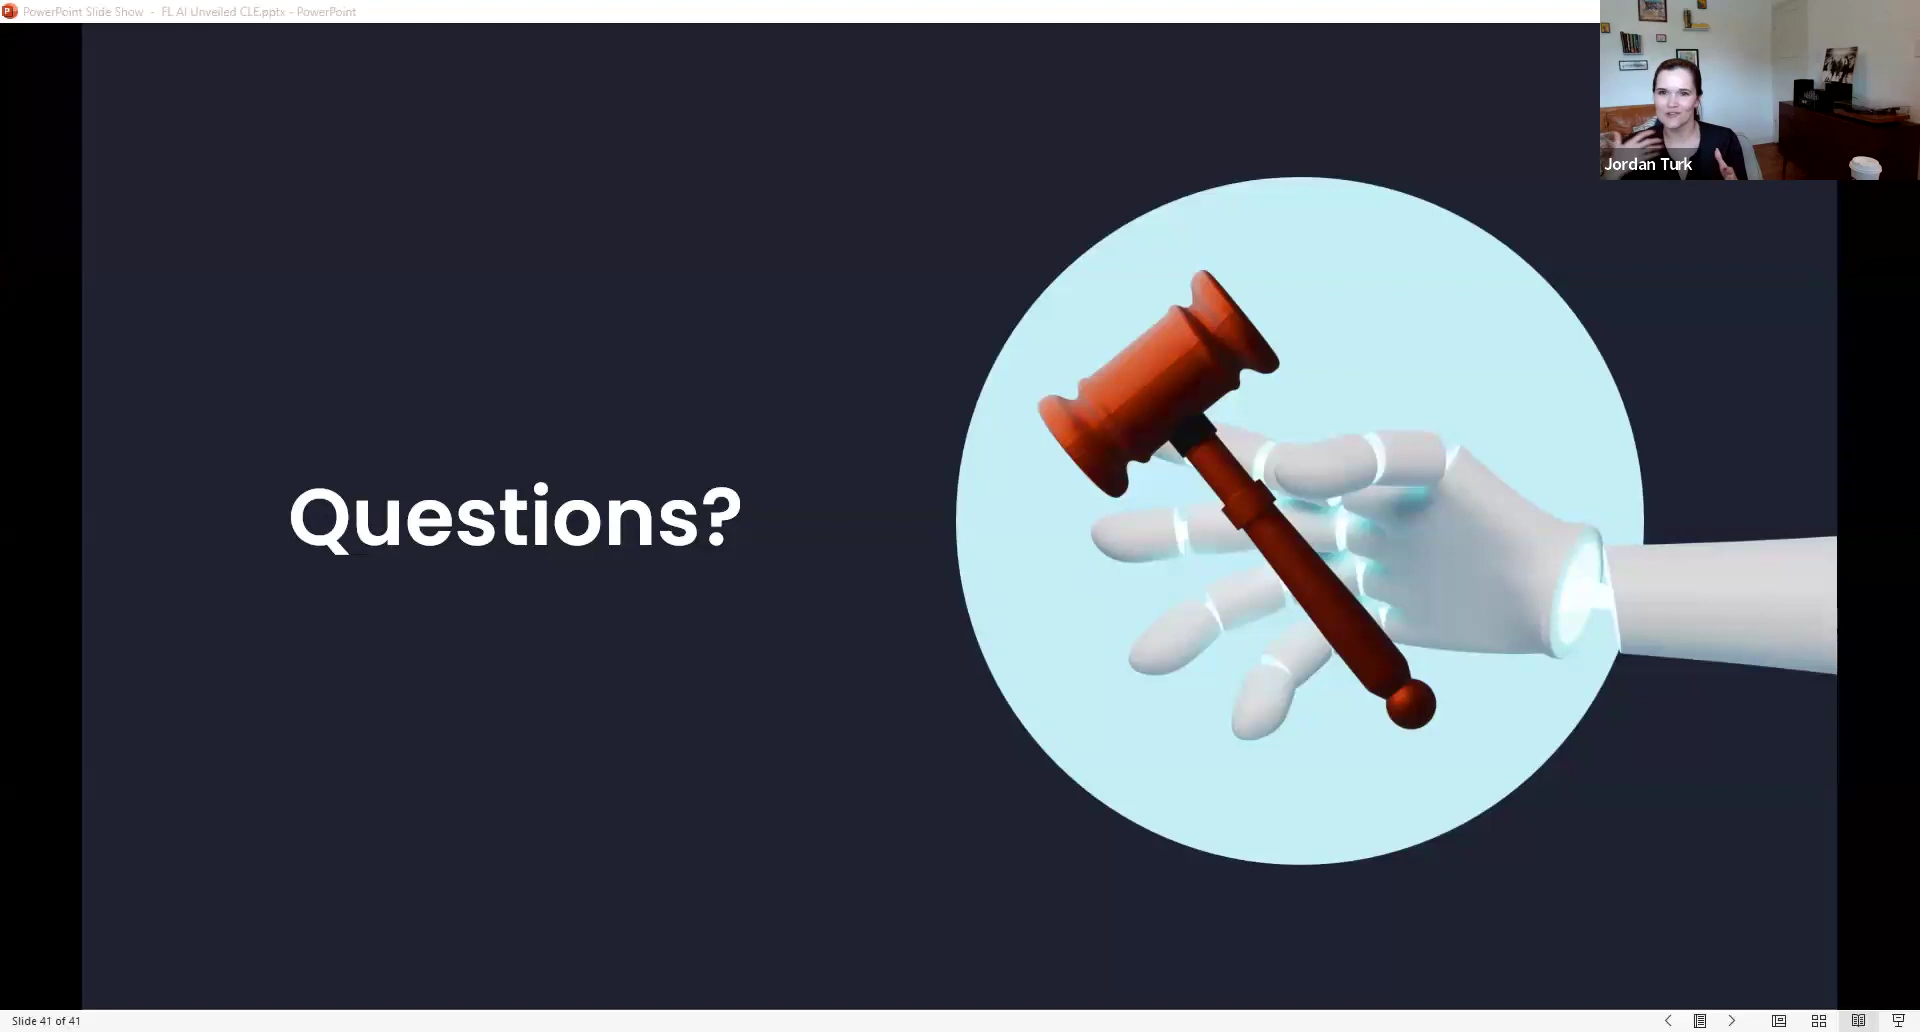 PowerPoint Slide Show - FL AI Unveiled CLE.pptx - PowerPoint
Jordan Turk
Questions?
Slide 41 of 41